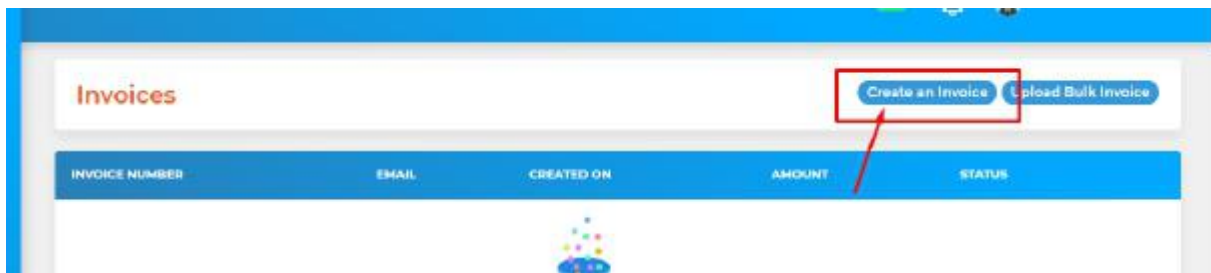 Invoices
Create an Invoice Upload Bulk Invoice
INVOICE NUMBER EMAIL CREATED ON AMOUNT STATUS